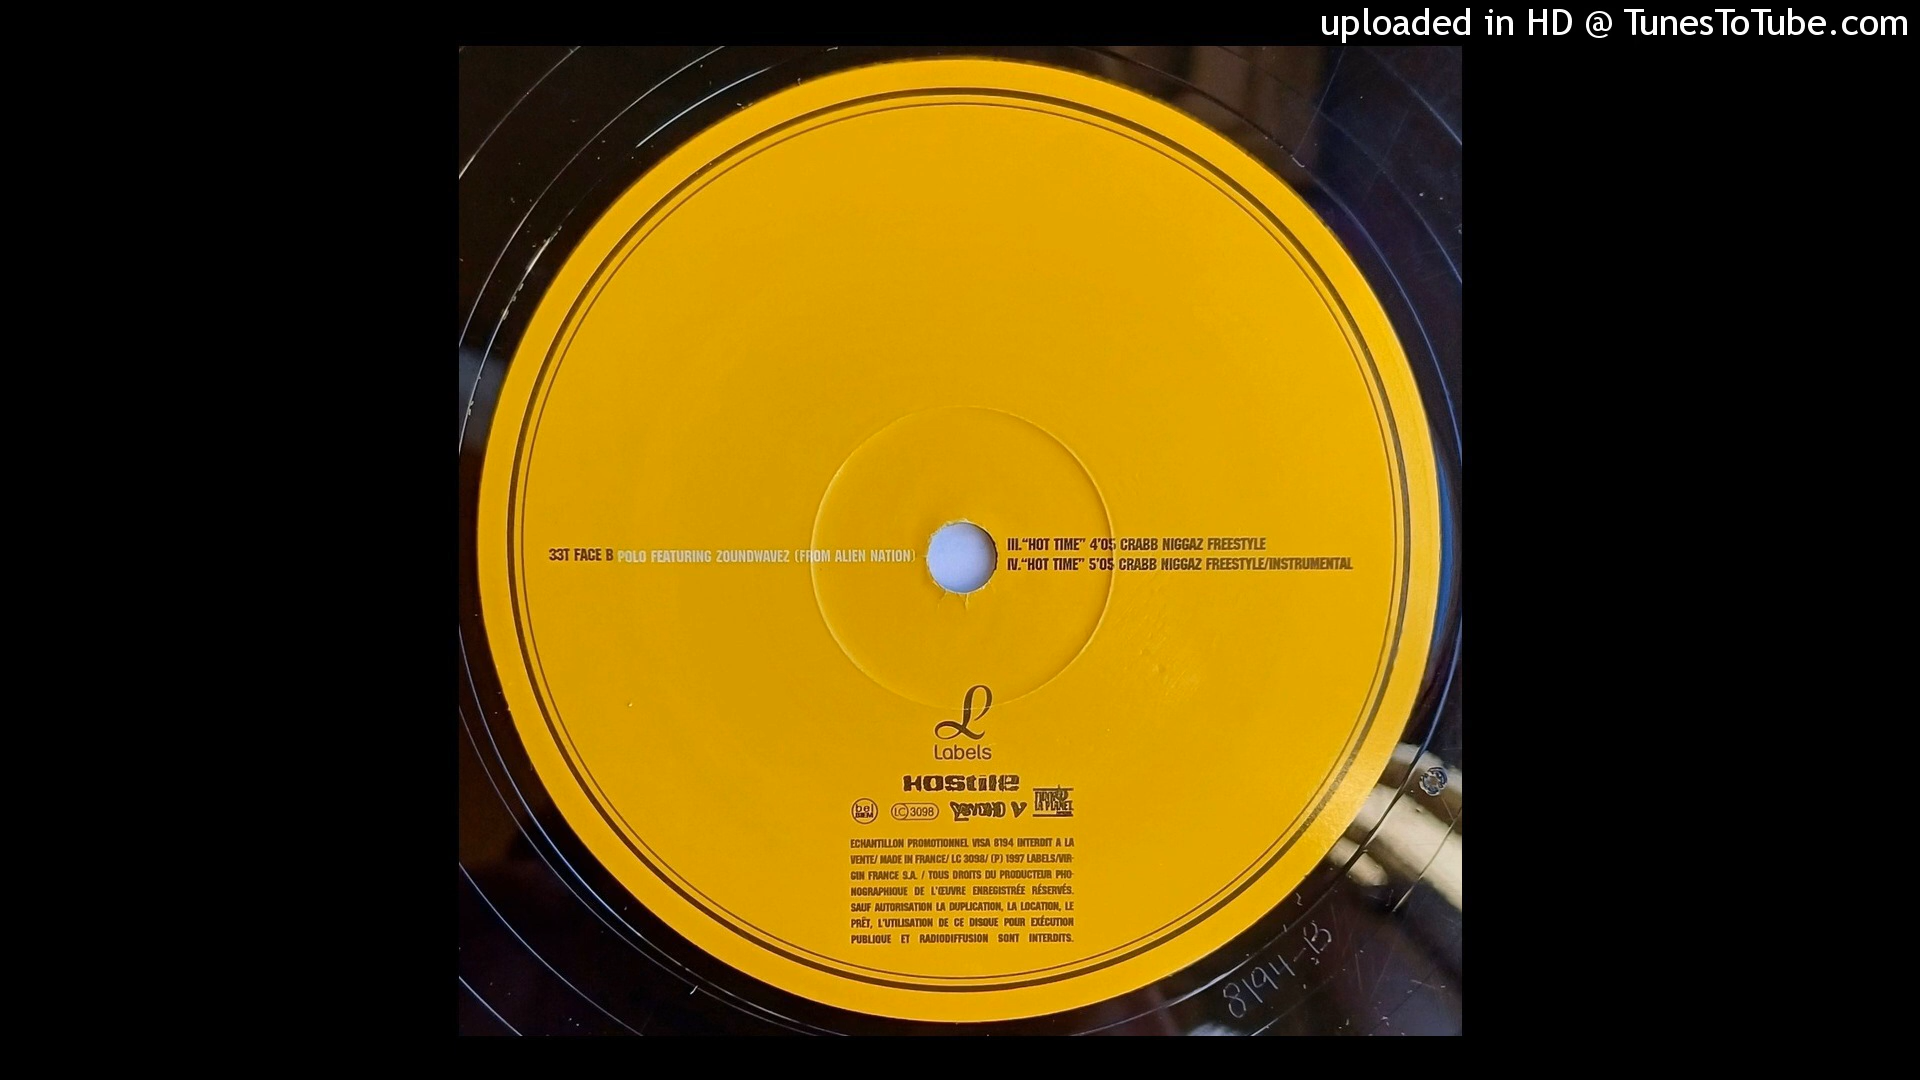 uploaded in HD @ TunesToTube.com
33T FACE B POLO FEATURING ZOUNDWAVEZ (FROM ALIEN NATION)
III."HOT TIME" 4'05 CRABB NIGGAZ FREESTYLE
IV."HOT TIME" 5'05 CRABB NIGGAZ FREESTYLE/INSTRUMENTAL
L
Labels
HOStile
bel
BIEM
LC 3098
LA PLANET
ECHANTILLON PROMOTIONNEL VISA 8194 INTERDIT A LA
VENTE/ MADE IN FRANCE/ LC 3098/ (P) 1997 LABELS/VIR-
GIN FRANCE S.A. / TOUS DROITS DU PRODUCTEUR PHO-
NOGRAPHIQUE DE L'ŒUVRE ENREGISTRÉE RÉSERVÉS.
SAUF AUTORISATION LA DUPLICATION, LA LOCATION, LE
PRÊT, L'UTILISATION DE CE DISQUE POUR EXÉCUTION
PUBLIQUE ET RADIODIFFUSION SONT INTERDITS.
8194-B